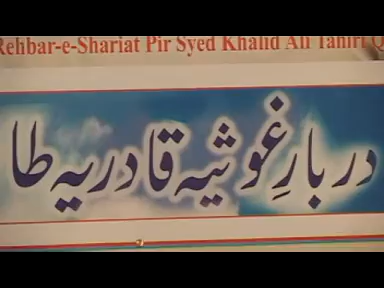 Rehbar-e-Shariat Pir Syed Khalid Ali Tahiri Q
دربارِ غوثیہ قادریہ طا